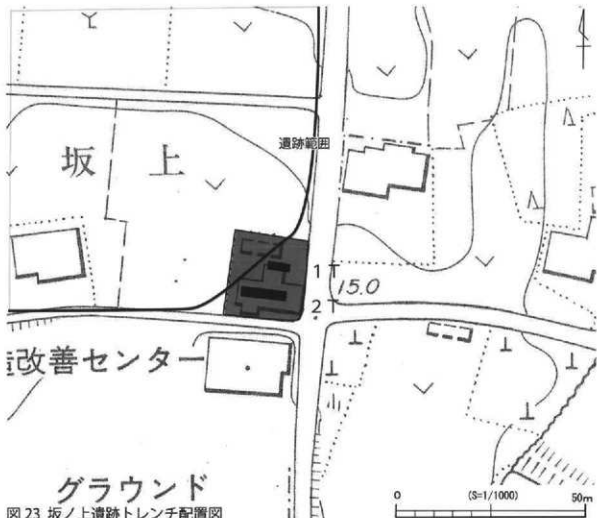 遺跡範囲
坂 上
1T
2T
15.0
造改善センター
グラウンド
0 (S=1/1000) 50m
図 23 坂ノ上遺跡トレンチ配置図